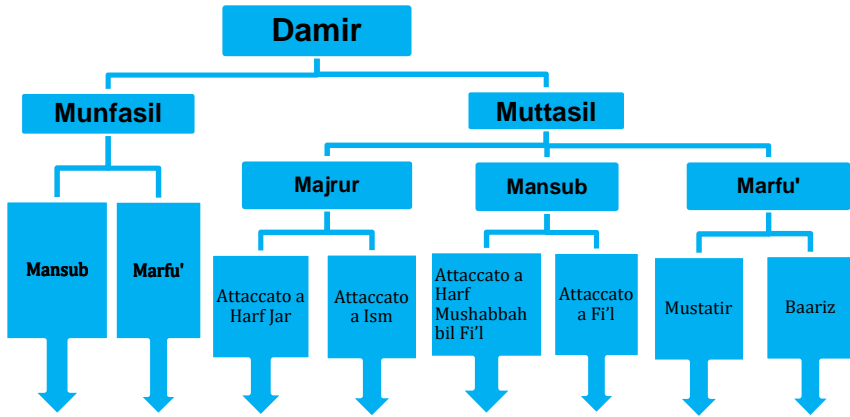 Damir
Munfasil
Muttasil
Majrur
Mansub
Marfu'
Mansub
Marfu'
Attaccato a
Harf Jar
Attaccato
a Ism
Attaccato a
Harf
Mushabbah
bil Fi'l
Attaccato
a Fi'l
Mustatir
Baariz